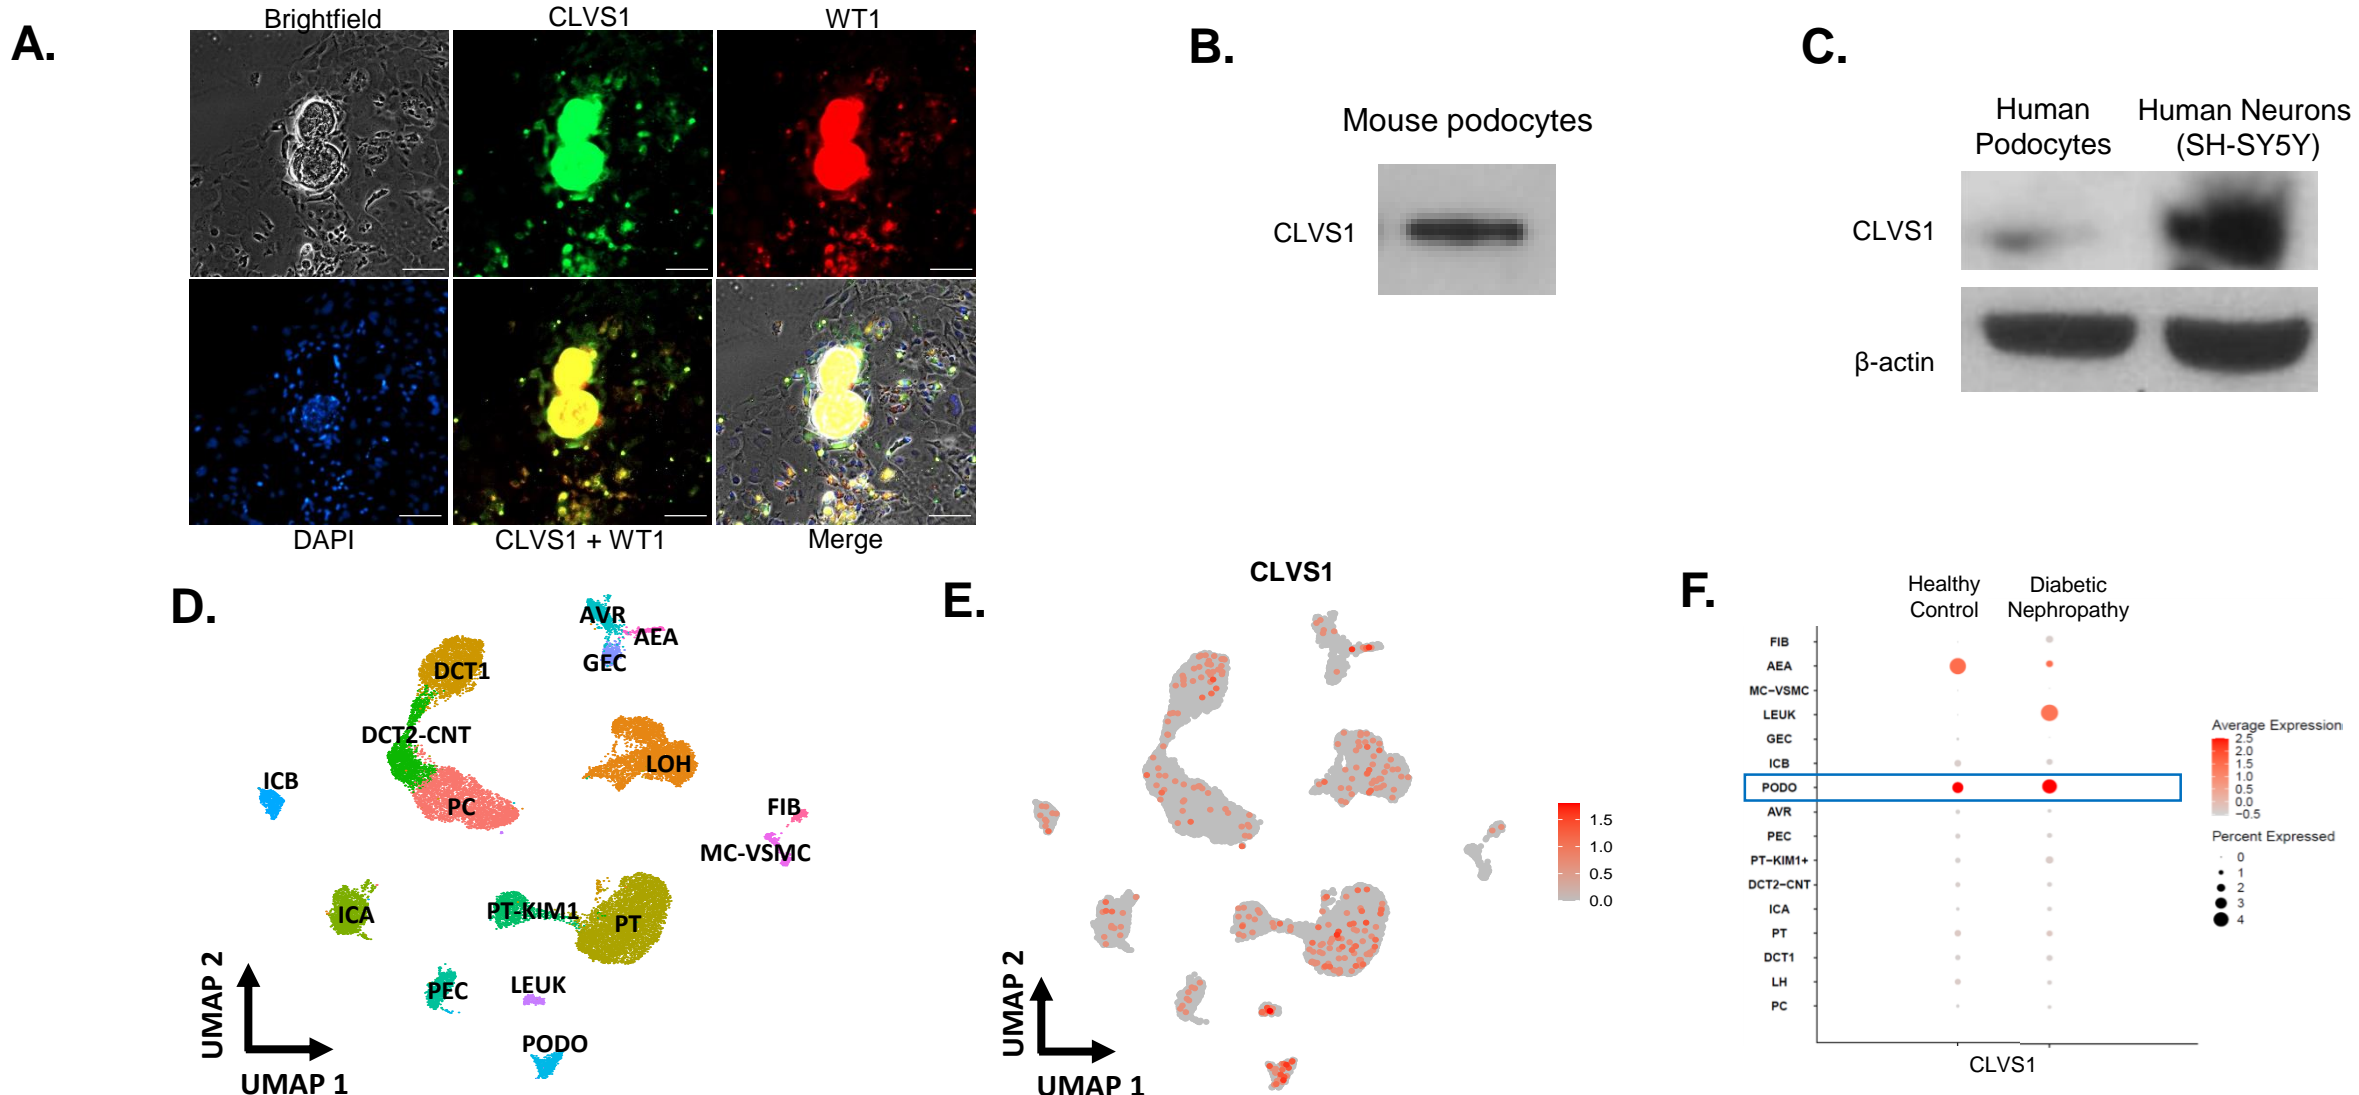 A.
Brightfield
CLVS1
WT1
DAPI
CLVS1 + WT1
Merge
B.
Mouse podocytes
CLVS1
C.
Human
Podocytes
Human Neurons
(SH-SY5Y)
CLVS1
β-actin
D.
AVR
AEA
GEC
DCT1
DCT2-CNT
LOH
ICB
PC
FIB
MC-VSMC
ICA
PT-KIM1
PT
PEC
LEUK
PODO
UMAP 2
UMAP 1
E.
CLVS1
1.5
1.0
0.5
0.0
UMAP 2
UMAP 1
F.
Healthy
Control
Diabetic
Nephropathy
FIB
AEA
MC-VSMC
LEUK
GEC
ICB
PODO
AVR
PEC
PT-KIM1+
DCT2-CNT
ICA
PT
DCT1
LH
PC
CLVS1
Average Expression
2.5
2.0
1.5
1.0
0.5
0.0
-0.5
Percent Expressed
0
1
2
3
4